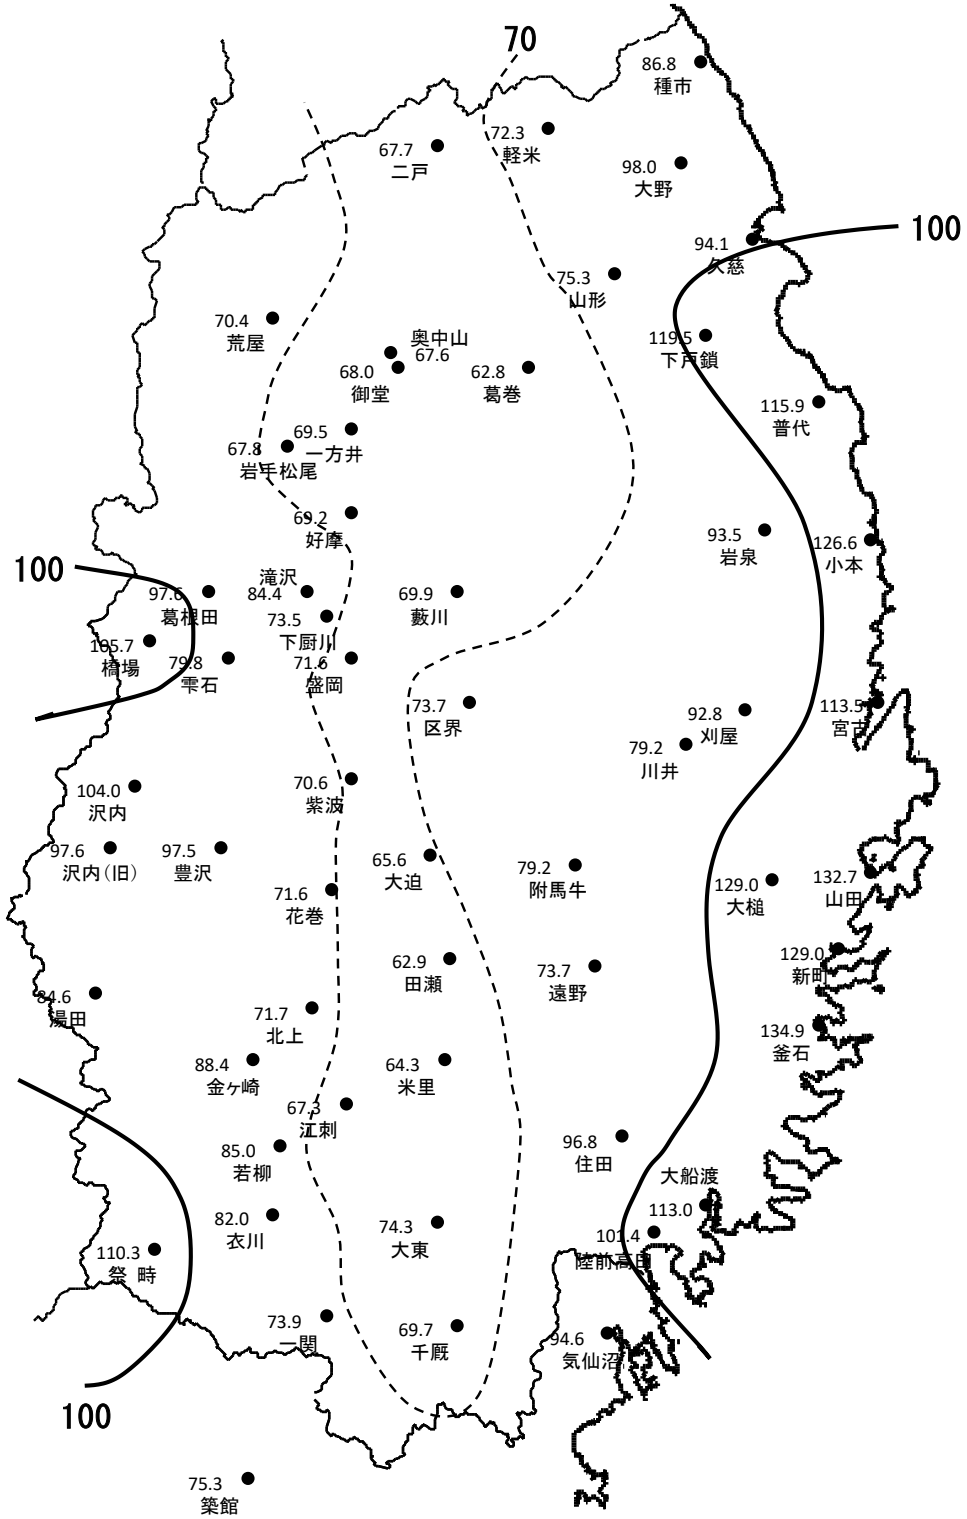 70
86.8
種市
72.3
軽米
67.7
二戸
98.0
大野
100
94.1
久慈
75.3
山形
70.4
荒屋
奥中山
67.6
68.0
御堂
62.8
葛巻
119.5
下戸鎖
115.9
普代
69.5
一方井
67.8
岩手松尾
69.2
好摩
93.5
岩泉
126.6
小本
100
97.6
葛根田
滝沢
84.4
73.5
下厨川
69.9
藪川
105.7
橋場
79.8
雫石
71.6
盛岡
73.7
区界
92.8
刈屋
113.5
宮古
79.2
川井
104.0
沢内
70.6
紫波
97.6
沢内(旧)
97.5
豊沢
65.6
大迫
79.2
附馬牛
71.6
花巻
129.0
大槌
132.7
山田
62.9
田瀬
73.7
遠野
129.0
新町
84.6
湯田
71.7
北上
134.9
釜石
88.4
金ヶ崎
64.3
米里
67.3
江刺
85.0
若柳
96.8
住田
大船渡
113.0
82.0
衣川
74.3
大東
101.4
陸前高田
110.3
祭 畤
73.9
一関
69.7
千厩
94.6
気仙沼
100
75.3
築館